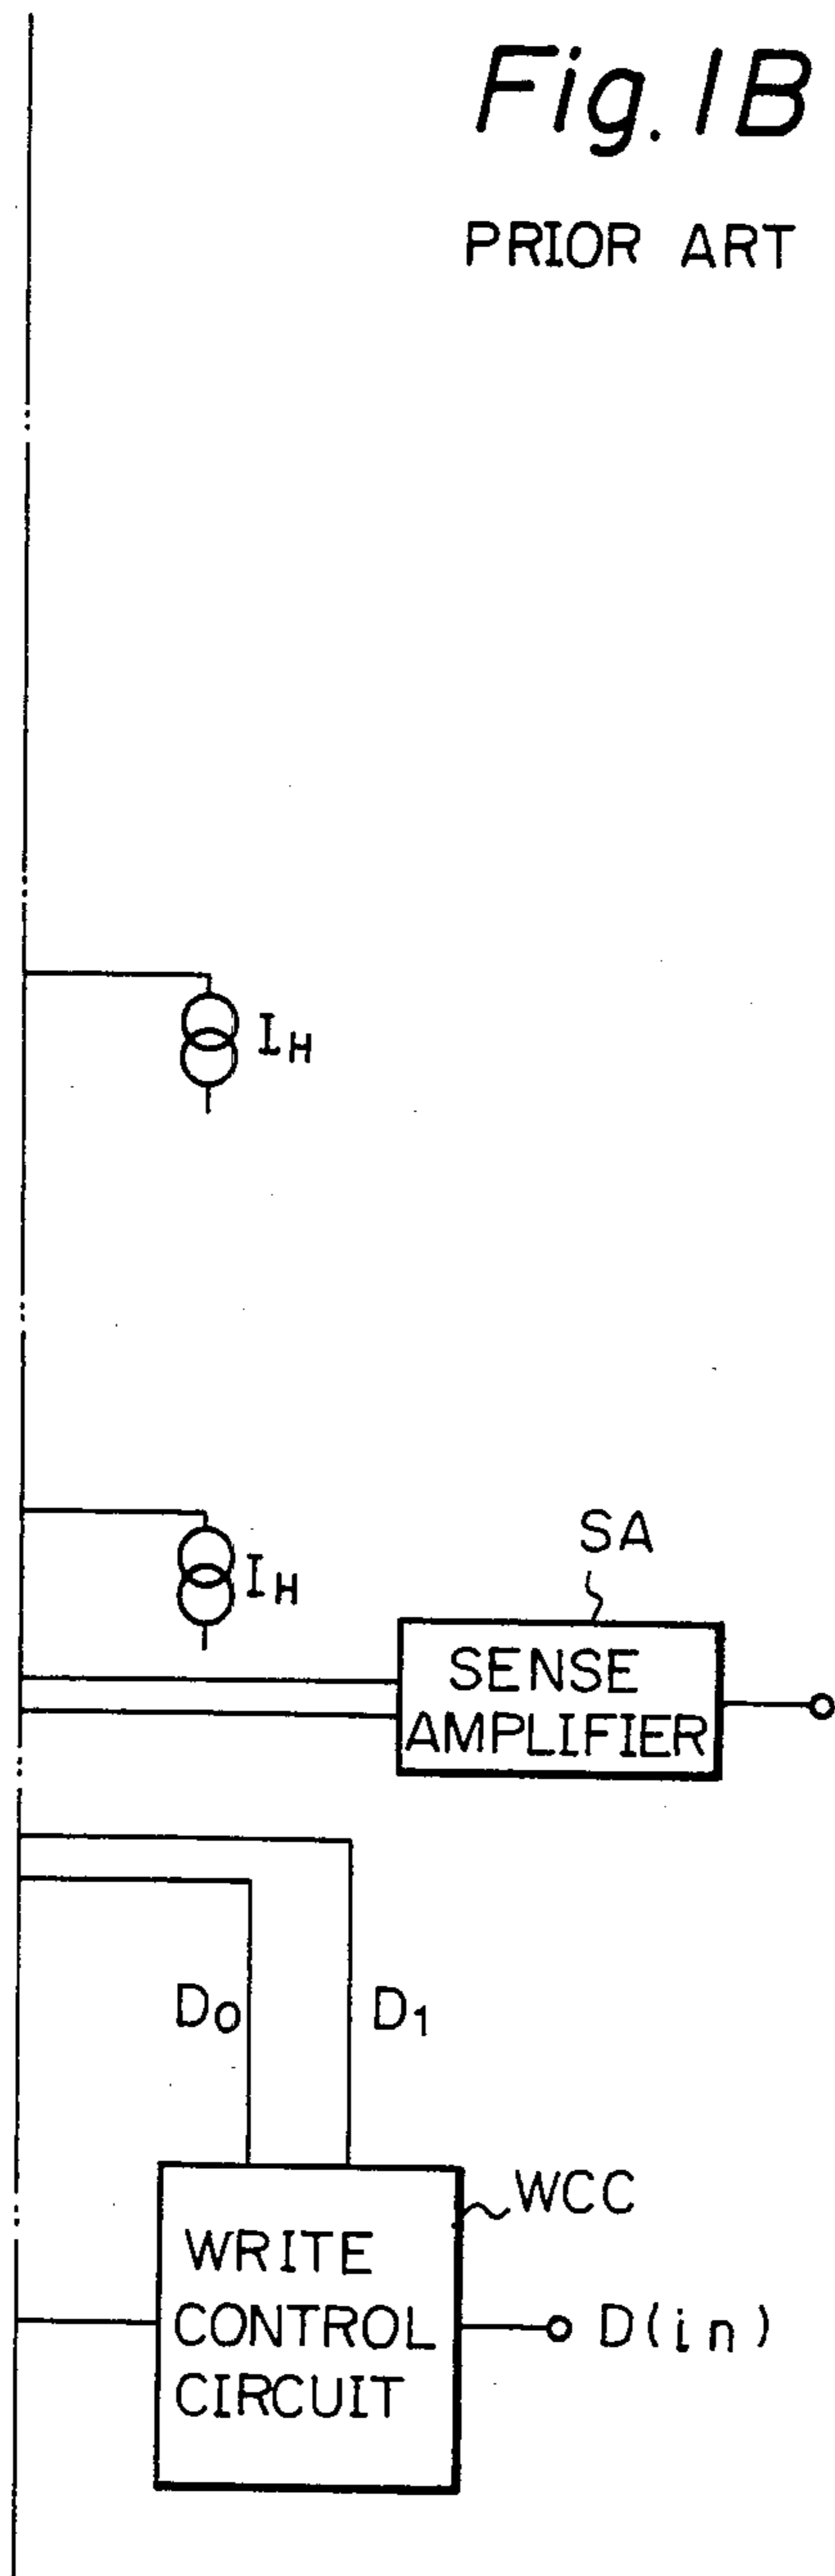 Fig. 1B
PRIOR ART
IH
SA
IH
SENSE
AMPLIFIER
D0
D1
WCC
WRITE
CONTROL
CIRCUIT
D(in)